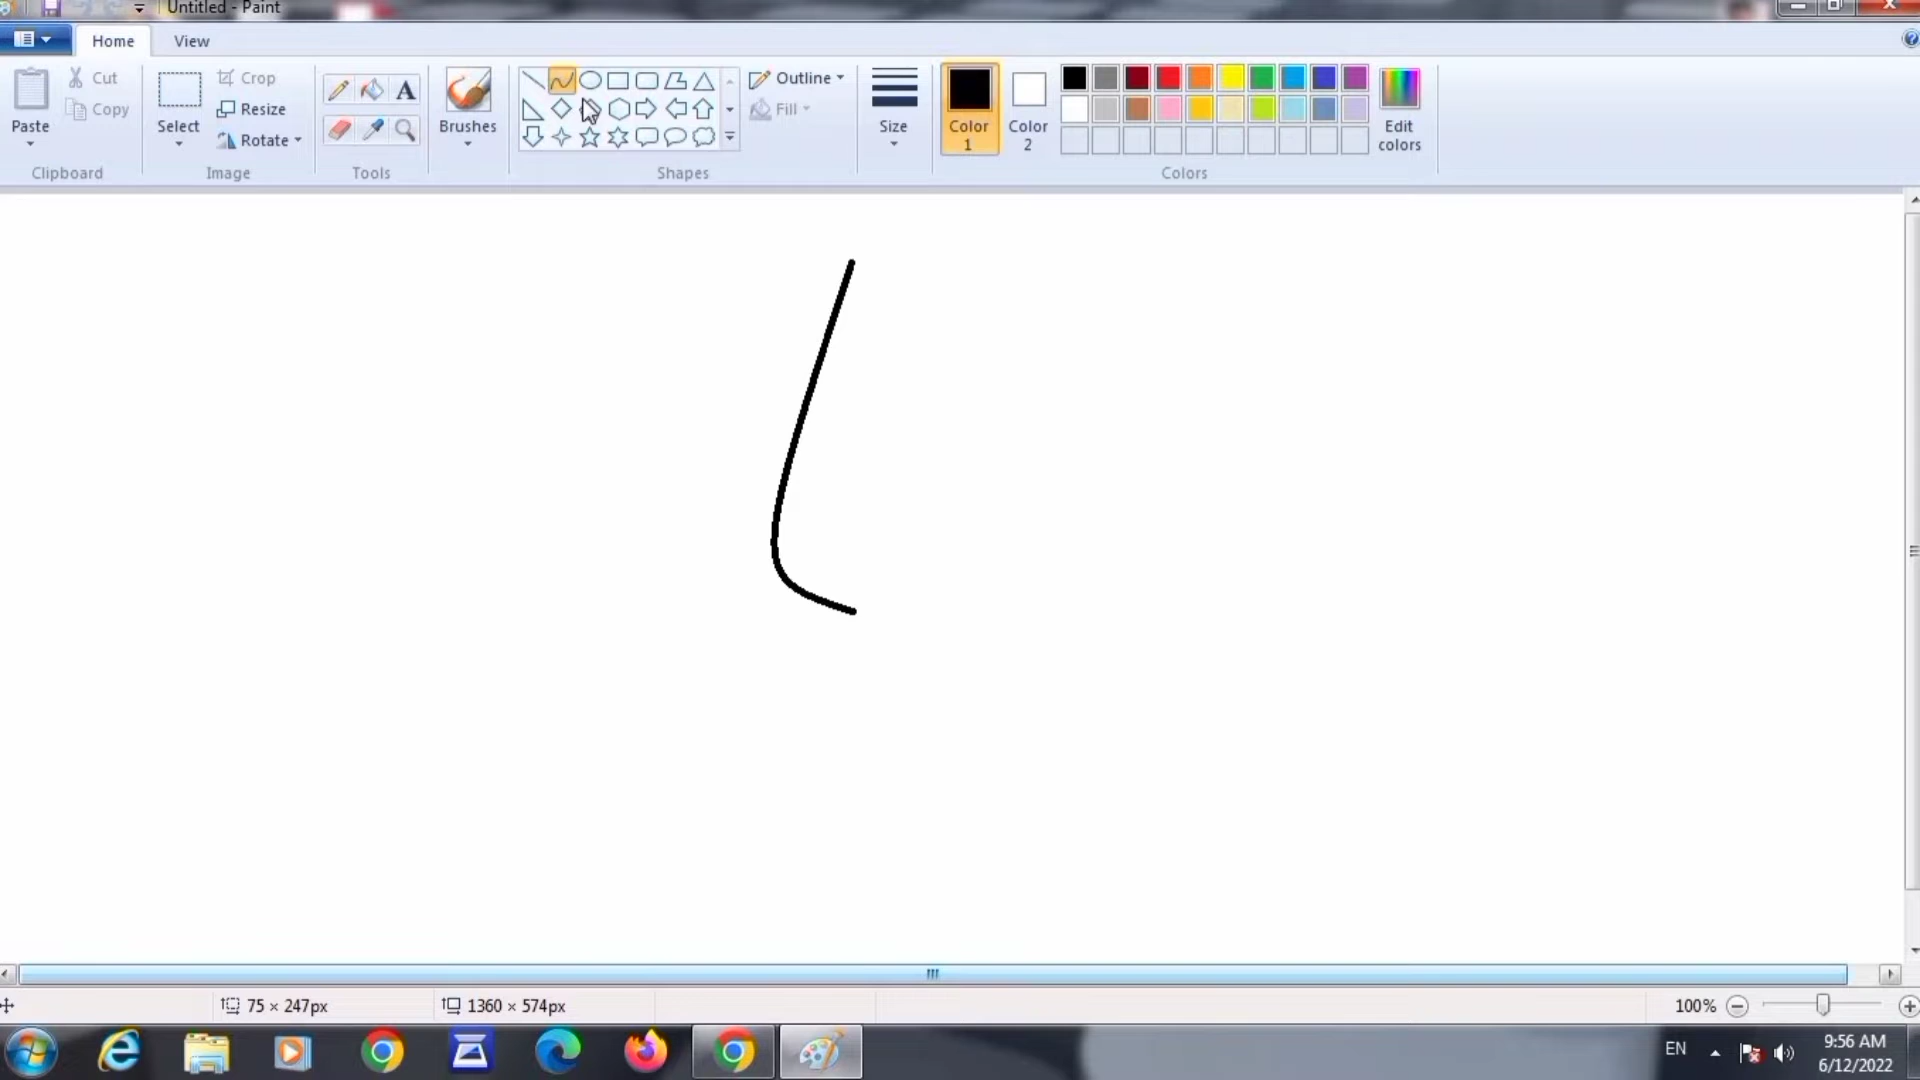 Untitled - Paint
Home View
Paste
Cut
Copy
Clipboard
Select
Crop
Resize
Rotate
Image
A
Tools
Brushes
Shapes
Outline
Fill
Size
Color
1
Color
2
Edit
colors
Colors
75 × 247px
1360 × 574px
100%
EN
9:56 AM
6/12/2022